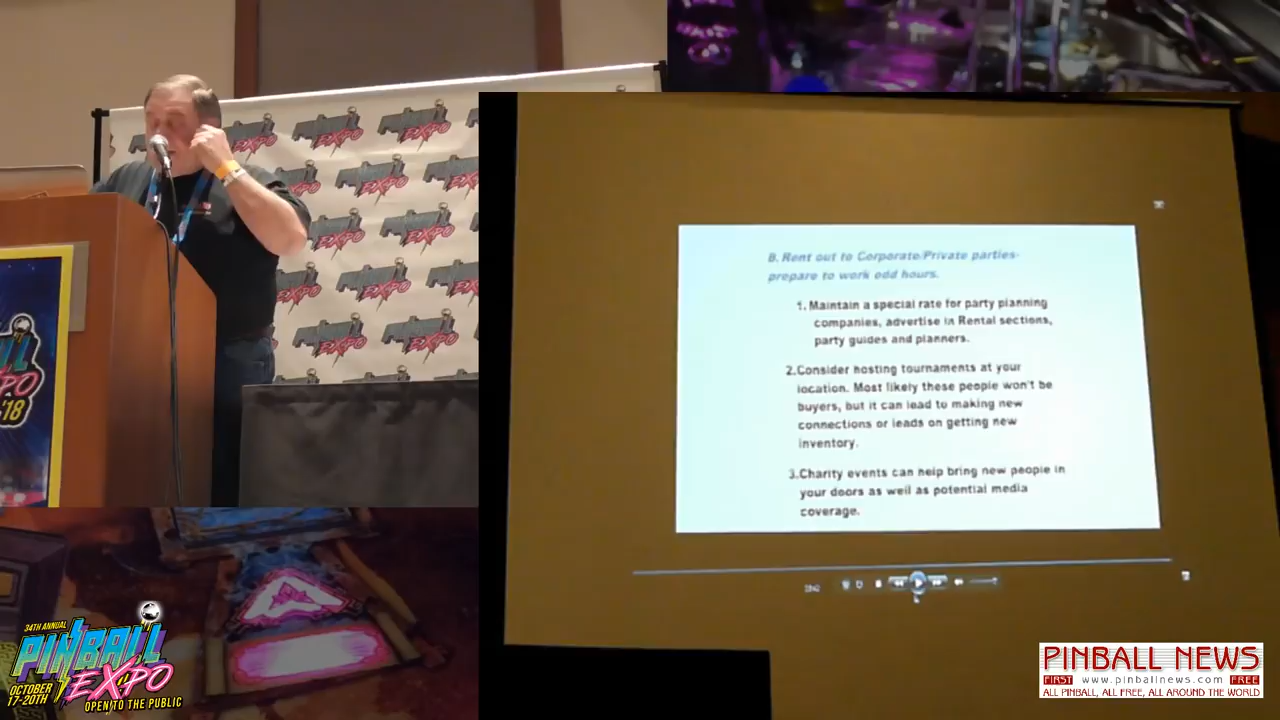 PINBALL
EXPO
'18
B. Rent out to Corporate/Private parties-
prepare to work odd hours.
1. Maintain a special rate for party planning
companies, advertise in Rental sections,
party guides and planners.
2.Consider hosting tournaments at your
location. Most likely these people won't be
buyers, but it can lead to making new
connections or leads on getting new
inventory.
3.Charity events can help bring new people in
your doors as well as potential media
coverage.
34TH ANNUAL
PINBALL
EXPO
OCTOBER
17-20TH
OPEN TO THE PUBLIC
PINBALL NEWS
FIRST www.pinballnews.com FREE
ALL PINBALL, ALL FREE, ALL AROUND THE WORLD